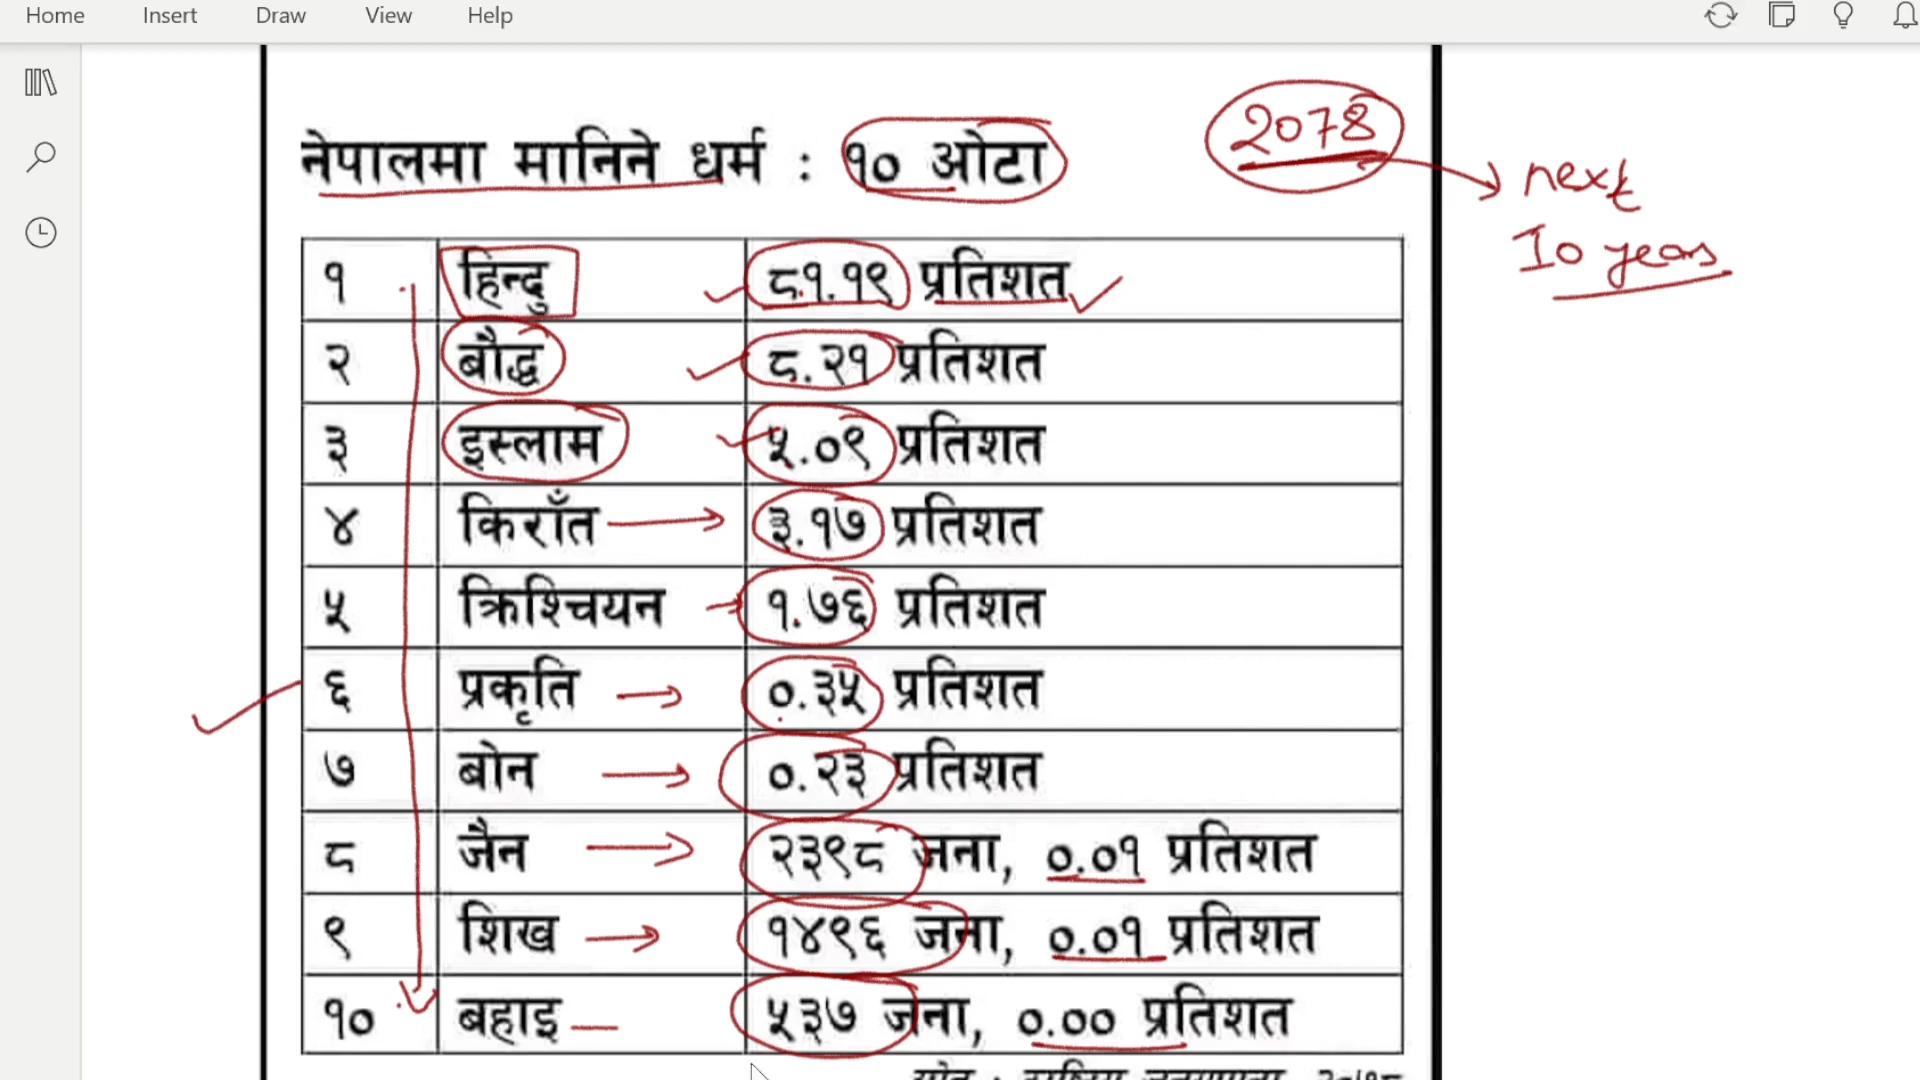 Home Insert Draw View Help
नेपालमा मानिने धर्म : १० ओटा
2078
next
10 years
१ हिन्दु ८१.१९ प्रतिशत
२ बौद्ध ८.२१ प्रतिशत
३ इस्लाम ५.०९ प्रतिशत
४ किराँत ३.१७ प्रतिशत
५ क्रिश्चियन १.७६ प्रतिशत
६ प्रकृति ०.३५ प्रतिशत
७ बोन ०.२३ प्रतिशत
८ जैन २३९८ जना, ०.०१ प्रतिशत
९ शिख १४९६ जना, ०.०१ प्रतिशत
१० बहाइ ५३७ जना, ०.०० प्रतिशत